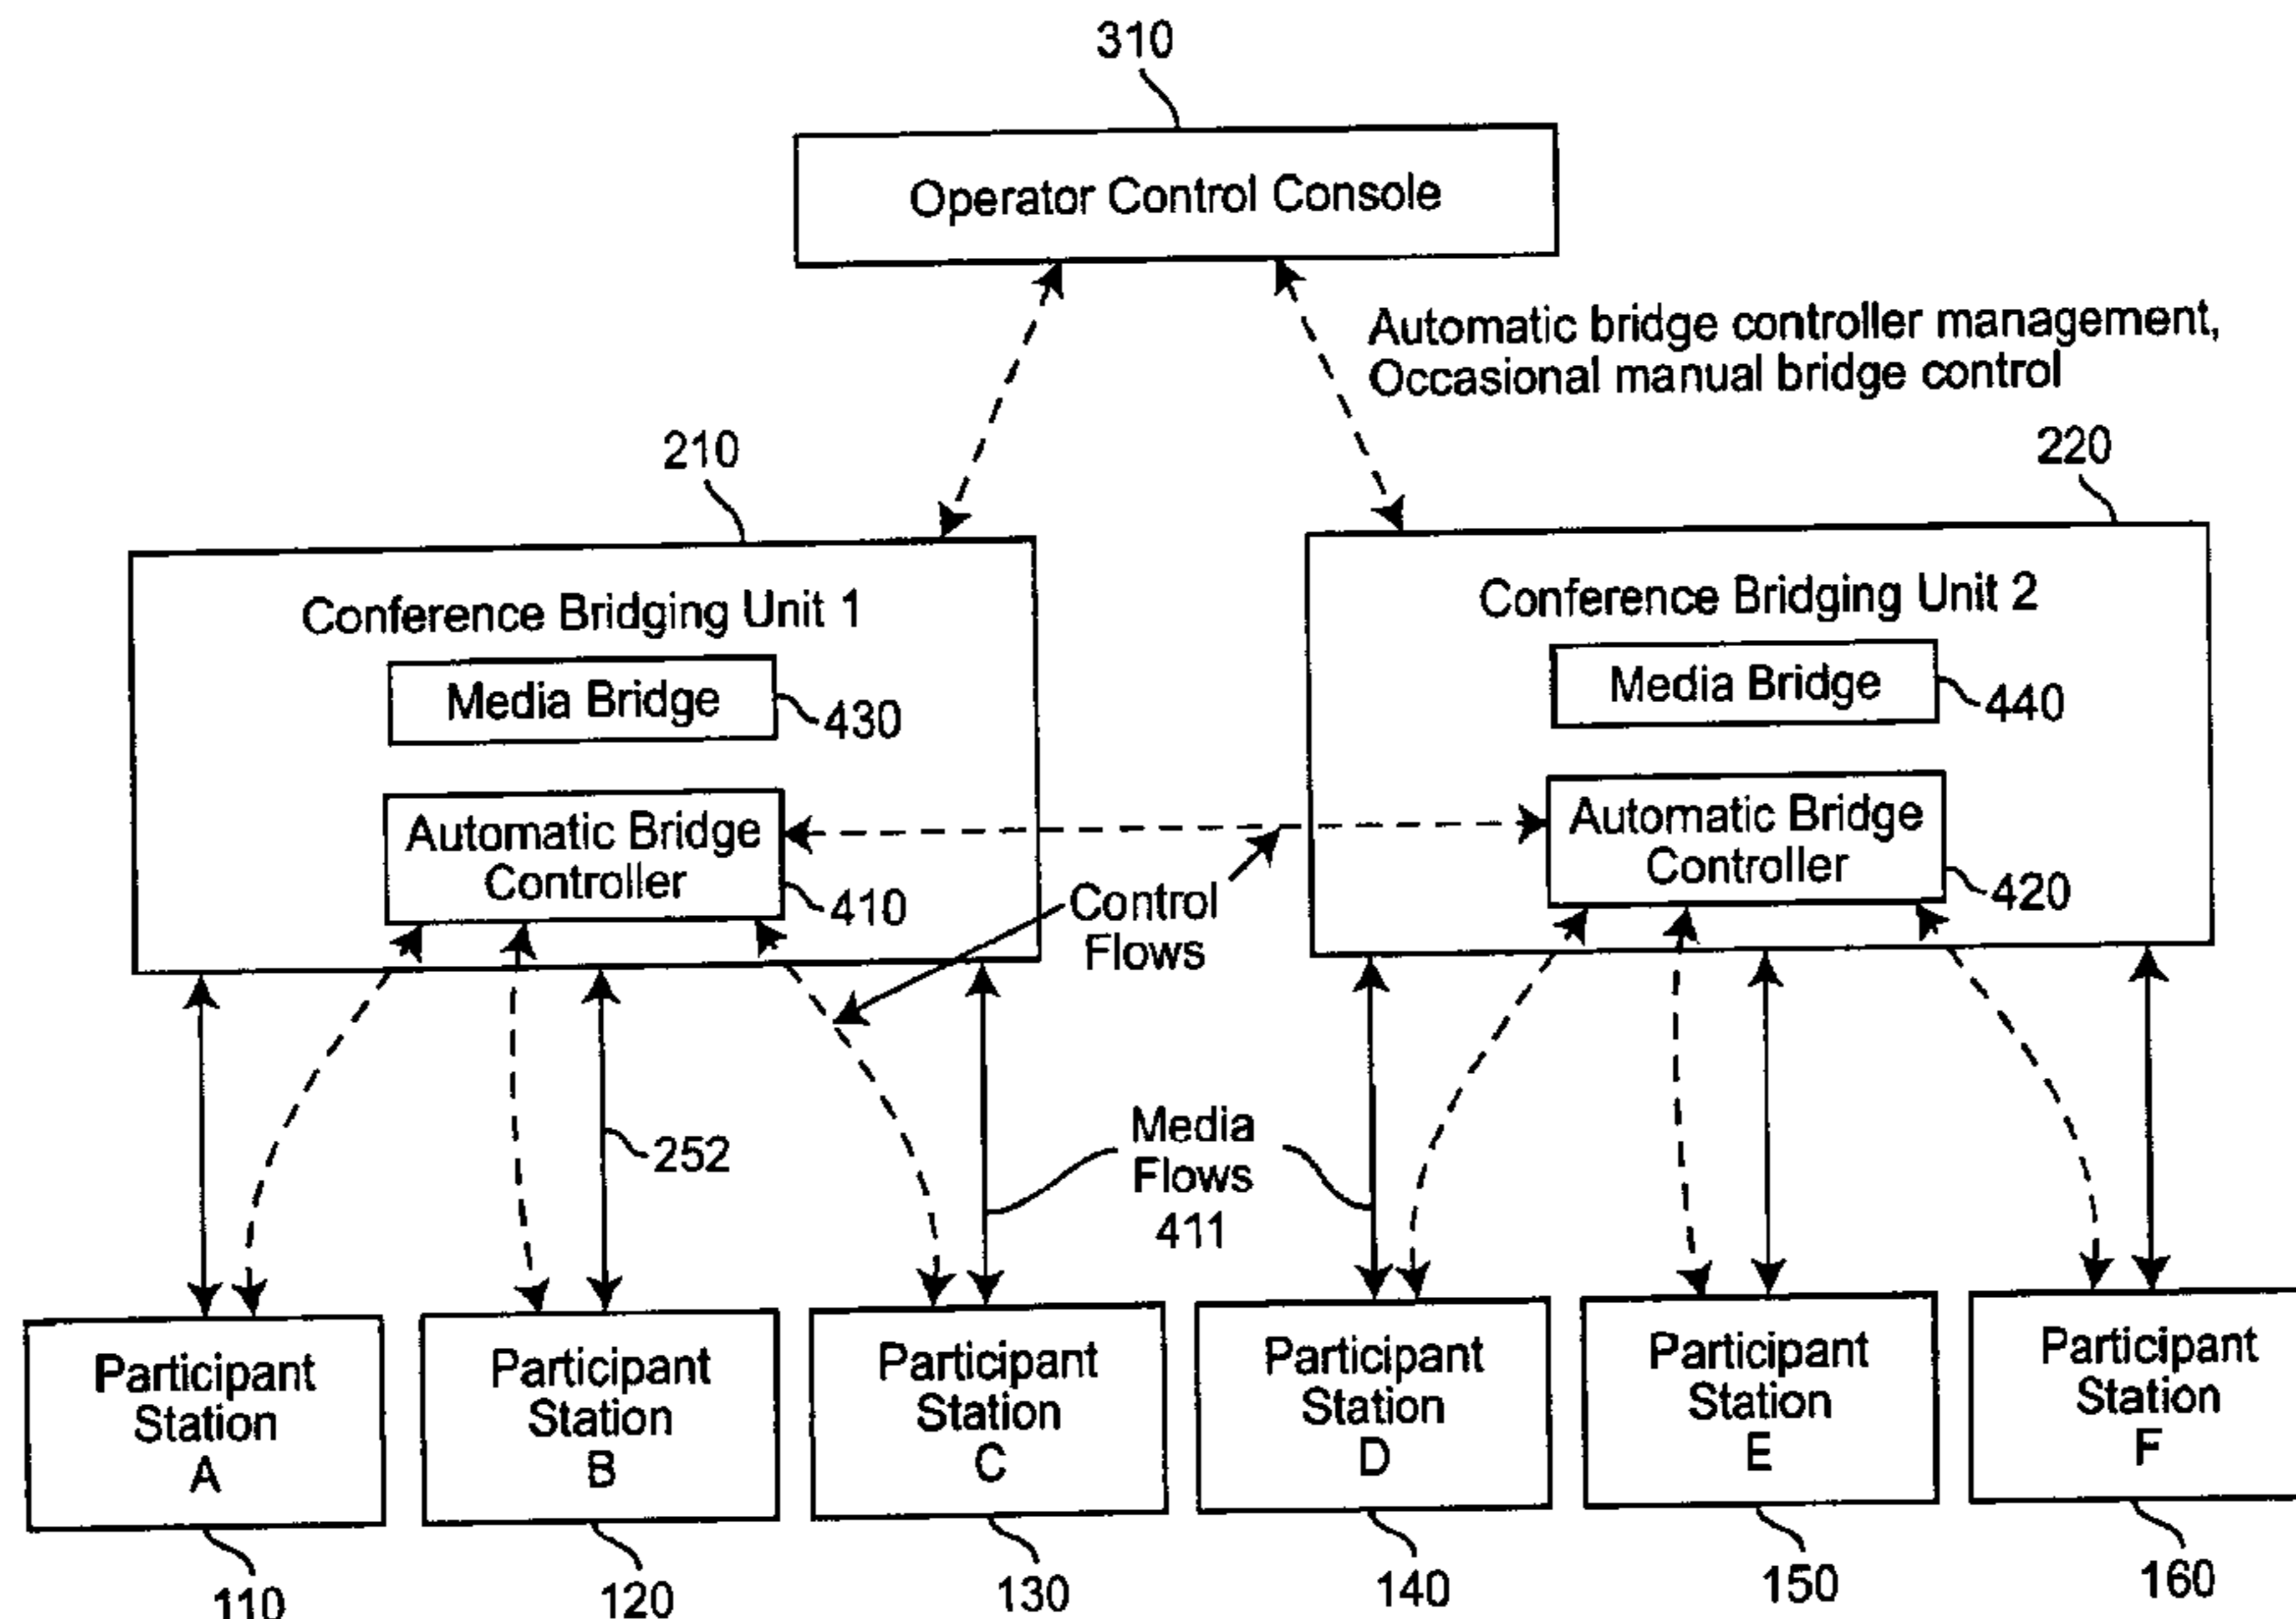 310
Operator Control Console
Automatic bridge controller management,
Occasional manual bridge control
210
220
Conference Bridging Unit 1
Media Bridge
430
Automatic Bridge
Controller
410
Conference Bridging Unit 2
Media Bridge
440
Automatic Bridge
Controller
420
Control
Flows
252
Media
Flows
411
Participant
Station
A
Participant
Station
B
Participant
Station
C
Participant
Station
D
Participant
Station
E
Participant
Station
F
110
120
130
140
150
160